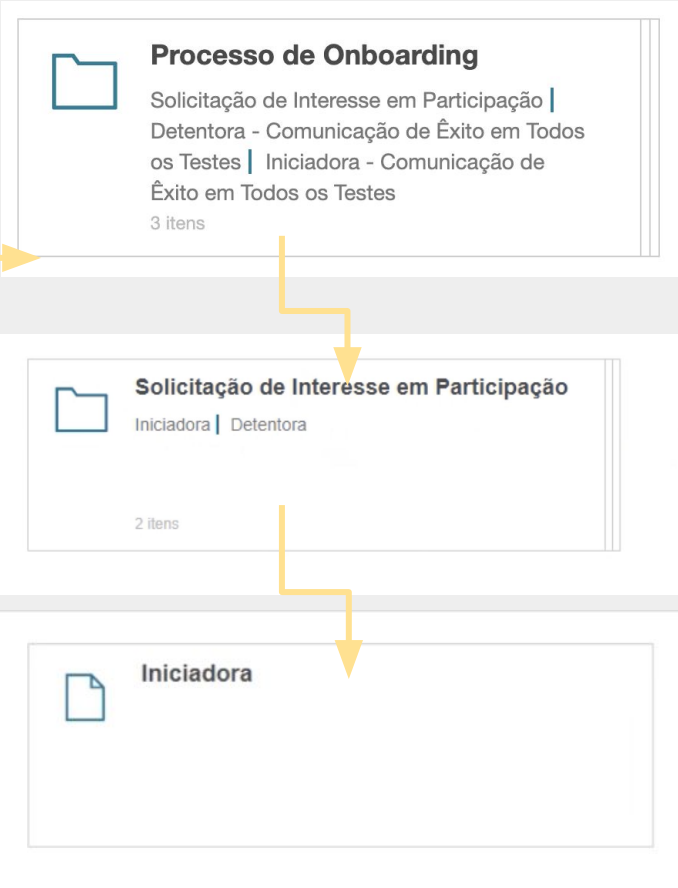 Processo de Onboarding
Solicitação de Interesse em Participação |
Detentora - Comunicação de Êxito em Todos
os Testes | Iniciadora - Comunicação de
Êxito em Todos os Testes
3 itens
Solicitação de Interesse em Participação
Iniciadora | Detentora
2 itens
Iniciadora